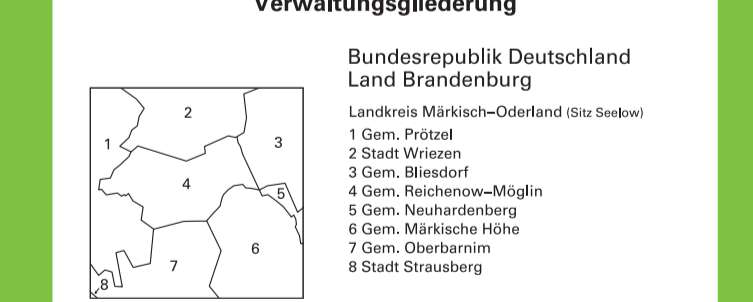 Verwaltungsgliederung
Bundesrepublik Deutschland
Land Brandenburg
Landkreis Märkisch–Oderland (Sitz Seelow)
1 Gem. Prötzel
2 Stadt Wriezen
3 Gem. Bliesdorf
4 Gem. Reichenow–Möglin
5 Gem. Neuhardenberg
6 Gem. Märkische Höhe
7 Gem. Oberbarnim
8 Stadt Strausberg
2
1
3
4
5
6
7
8